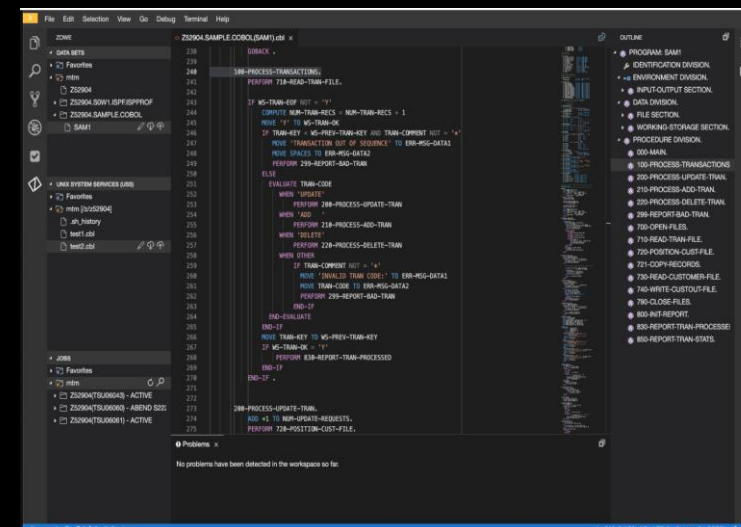 File Edit Selection View Go Debug Terminal Help
ZOWE
DATA SETS
Favorites
mtm
Z52904
Z52904.S0W1.ISPF.ISPPROF
Z52904.SAMPLE.COBOL
SAM1
UNIX SYSTEM SERVICES (USS)
Favorites
mtm [/z/z52904]
.sh_history
test1.cbl
test2.cbl
JOBS
Favorites
mtm
Z52904(TSU06043) - ACTIVE
Z52904(TSU06060) - ABEND S222
Z52904(TSU06061) - ACTIVE
Z52904.SAMPLE.COBOL(SAM1).cbl ×
238 GOBACK .
239
240 100-PROCESS-TRANSACTIONS.
241 PERFORM 710-READ-TRAN-FILE.
242
243 IF WS-TRAN-EOF NOT = 'Y'
244 COMPUTE NUM-TRAN-RECS = NUM-TRAN-RECS + 1
245 MOVE 'Y' TO WS-TRAN-OK
246 IF TRAN-KEY < WS-PREV-TRAN-KEY AND TRAN-COMMENT NOT = '*'
247 MOVE 'TRANSACTION OUT OF SEQUENCE' TO ERR-MSG-DATA1
248 MOVE SPACES TO ERR-MSG-DATA2
249 PERFORM 299-REPORT-BAD-TRAN
250 ELSE
251 EVALUATE TRAN-CODE
252 WHEN 'UPDATE'
253 PERFORM 200-PROCESS-UPDATE-TRAN
254 WHEN 'ADD '
255 PERFORM 210-PROCESS-ADD-TRAN
256 WHEN 'DELETE'
257 PERFORM 220-PROCESS-DELETE-TRAN
258 WHEN OTHER
259 IF TRAN-COMMENT NOT = '*'
260 MOVE 'INVALID TRAN CODE:' TO ERR-MSG-DATA1
261 MOVE TRAN-CODE TO ERR-MSG-DATA2
262 PERFORM 299-REPORT-BAD-TRAN
263 END-IF
264 END-EVALUATE
265 END-IF
266 MOVE TRAN-KEY TO WS-PREV-TRAN-KEY
267 IF WS-TRAN-OK = 'Y'
268 PERFORM 830-REPORT-TRAN-PROCESSED
269 END-IF
270 END-IF .
271
272
273 200-PROCESS-UPDATE-TRAN.
274 ADD +1 TO NUM-UPDATE-REQUESTS.
275 PERFORM 720-POSITION-CUST-FILE.
Problems ×
No problems have been detected in the workspace so far.
OUTLINE
PROGRAM: SAM1
IDENTIFICATION DIVISION.
ENVIRONMENT DIVISION.
INPUT-OUTPUT SECTION.
DATA DIVISION.
FILE SECTION.
WORKING-STORAGE SECTION.
PROCEDURE DIVISION.
000-MAIN.
100-PROCESS-TRANSACTIONS
200-PROCESS-UPDATE-TRAN.
210-PROCESS-ADD-TRAN.
220-PROCESS-DELETE-TRAN.
299-REPORT-BAD-TRAN.
700-OPEN-FILES.
710-READ-TRAN-FILE.
720-POSITION-CUST-FILE.
721-COPY-RECORDS.
730-READ-CUSTOMER-FILE.
740-WRITE-CUSTOUT-FILE.
790-CLOSE-FILES.
800-INIT-REPORT.
830-REPORT-TRAN-PROCESSE
850-REPORT-TRAN-STATS.